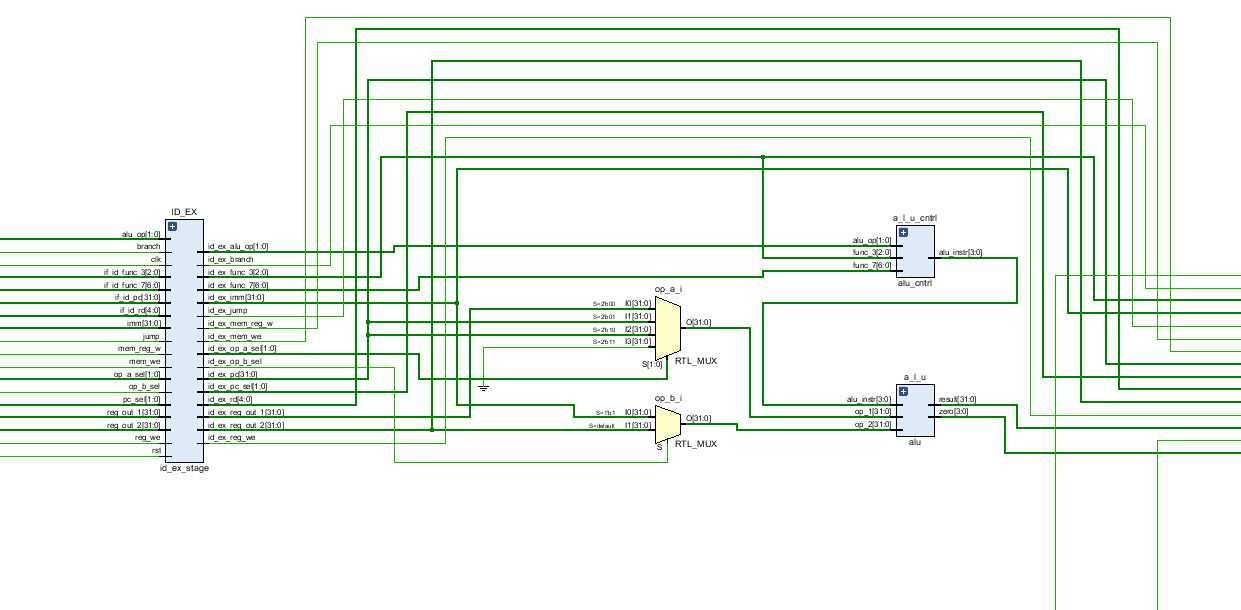 ID_EX
alu_op[1:0]
branch
clk
if_id_func_3[2:0]
if_id_func_7[6:0]
if_id_pc[31:0]
if_id_rd[4:0]
imm[31:0]
jump
mem_reg_w
mem_we
op_a_sel[1:0]
op_b_sel
pc_sel[1:0]
reg_out_1[31:0]
reg_out_2[31:0]
reg_we
rst
id_ex_alu_op[1:0]
id_ex_branch
id_ex_func_3[2:0]
id_ex_func_7[6:0]
id_ex_imm[31:0]
id_ex_jump
id_ex_mem_reg_w
id_ex_mem_we
id_ex_op_a_sel[1:0]
id_ex_op_b_sel
id_ex_pc[31:0]
id_ex_pc_sel[1:0]
id_ex_rd[4:0]
id_ex_reg_out_1[31:0]
id_ex_reg_out_2[31:0]
id_ex_reg_we
id_ex_stage
op_a_i
S=2'b00 I0[31:0]
S=2'b01 I1[31:0]
S=2'b10 I2[31:0]
S=2'b11 I3[31:0]
S[1:0]
O[31:0]
RTL_MUX
op_b_i
S=1'b1 I0[31:0]
S=default I1[31:0]
S
O[31:0]
RTL_MUX
a_l_u_cntrl
alu_op[1:0]
func_3[2:0]
func_7[6:0]
alu_instr[3:0]
alu_cntrl
a_l_u
alu_instr[3:0]
op_1[31:0]
op_2[31:0]
result[31:0]
zero[3:0]
alu